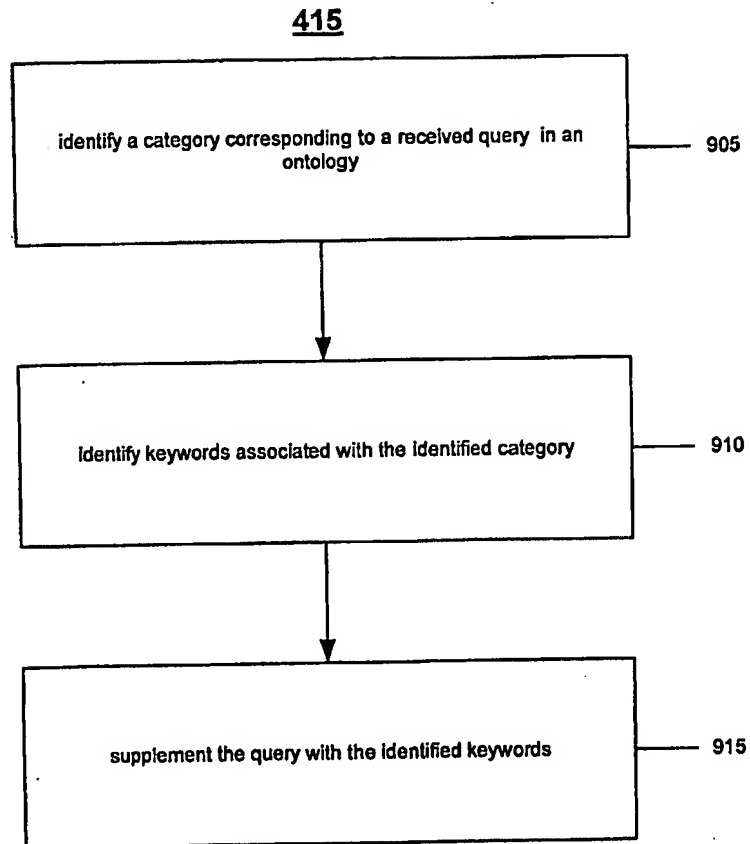 415
identify a category corresponding to a received query in an
ontology
905
identify keywords associated with the identified category
910
supplement the query with the identified keywords
915